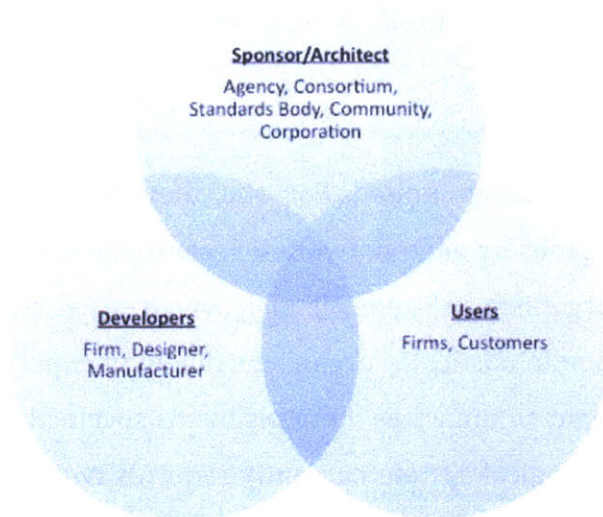 Sponsor/Architect
Agency, Consortium,
Standards Body, Community,
Corporation
Developers
Firm, Designer,
Manufacturer
Users
Firms, Customers